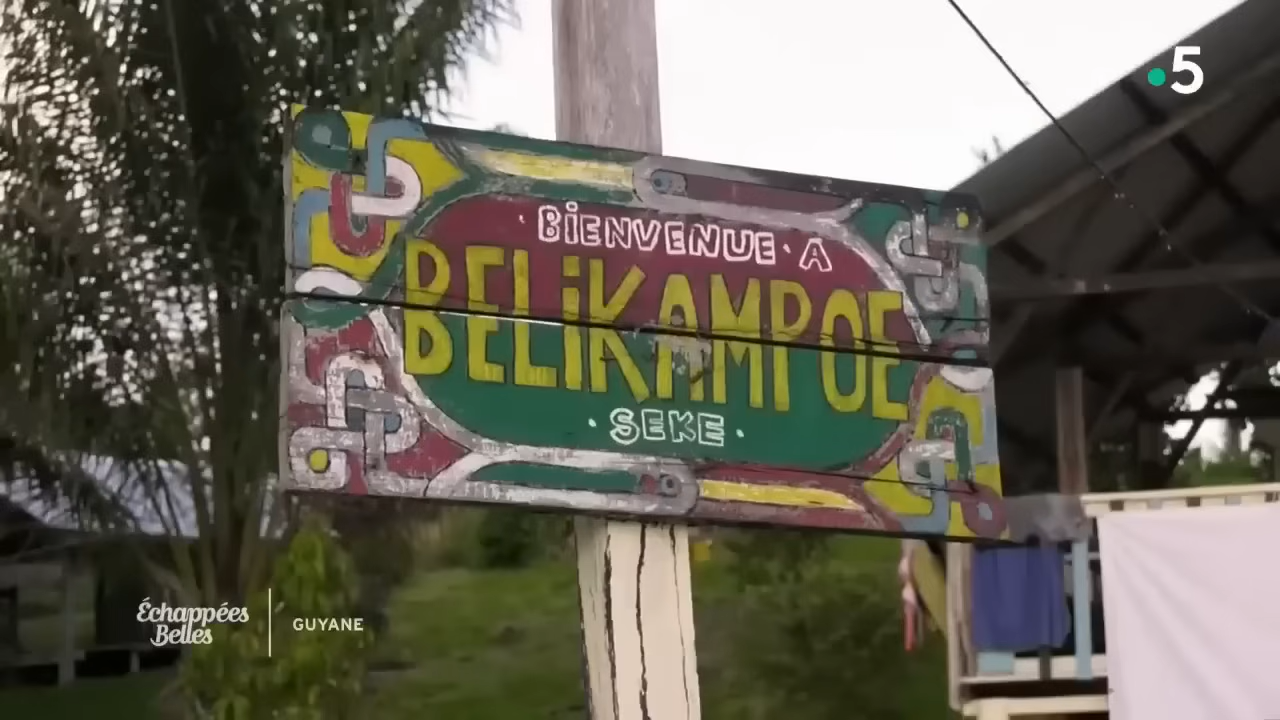 5
BIENVENUE · A
BELIKAMPOE
· SEKE ·
Échappées
Belles
GUYANE